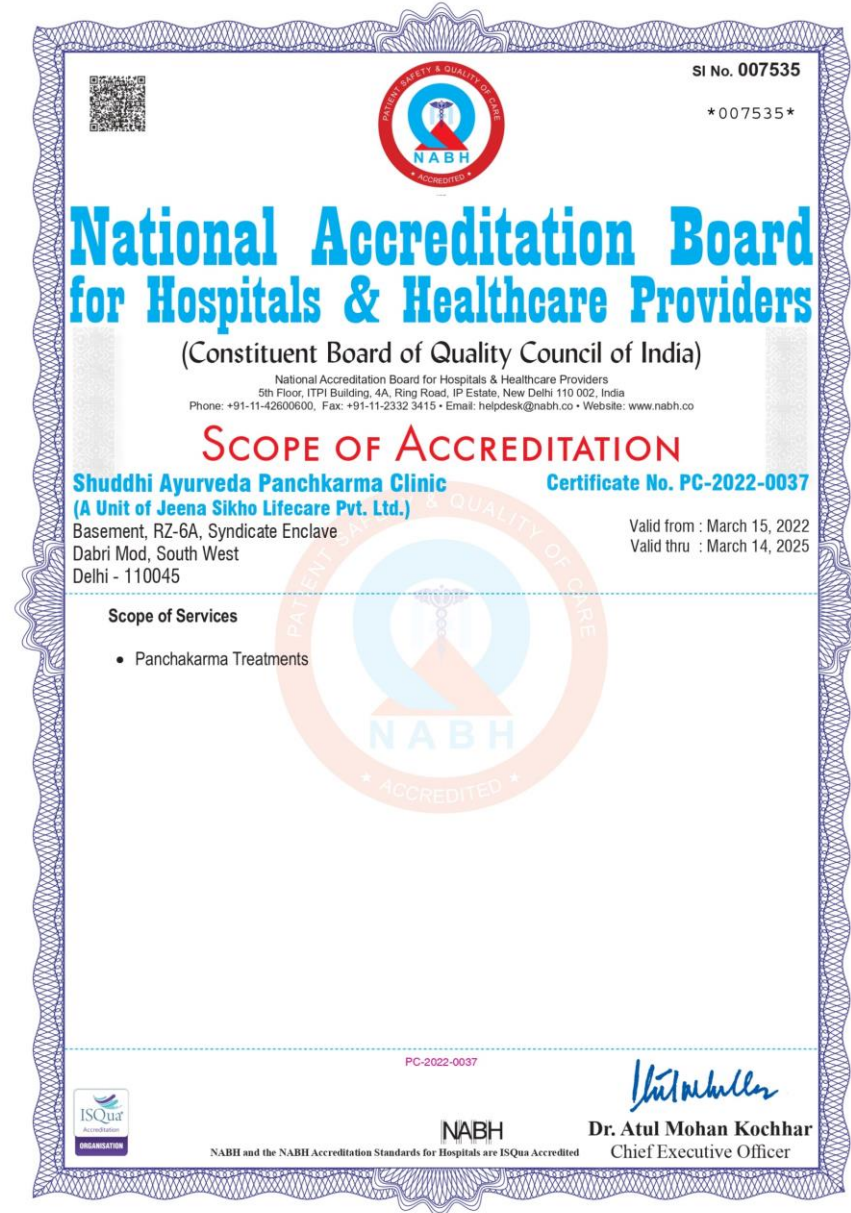 SI No. 007535
*007535*
PATIENT SAFETY & QUALITY OF CARE
NABH
* ACCREDITED *
National Accreditation Board
for Hospitals & Healthcare Providers
(Constituent Board of Quality Council of India)
National Accreditation Board for Hospitals & Healthcare Providers
5th Floor, ITPI Building, 4A, Ring Road, IP Estate, New Delhi 110 002, India
Phone: +91-11-42600600, Fax: +91-11-2332 3415 • Email: helpdesk@nabh.co • Website: www.nabh.co
SCOPE OF ACCREDITATION
Shuddhi Ayurveda Panchkarma Clinic
(A Unit of Jeena Sikho Lifecare Pvt. Ltd.)
Basement, RZ-6A, Syndicate Enclave
Dabri Mod, South West
Delhi - 110045
Certificate No. PC-2022-0037
Valid from : March 15, 2022
Valid thru : March 14, 2025
PATIENT SAFETY & QUALITY OF CARE
NABH
* ACCREDITED *
Scope of Services
• Panchakarma Treatments
PC-2022-0037
ISQua
Accreditation
ORGANISATION
NABH
NABH and the NABH Accreditation Standards for Hospitals are ISQua Accredited
Dr. Atul Mohan Kochhar
Chief Executive Officer